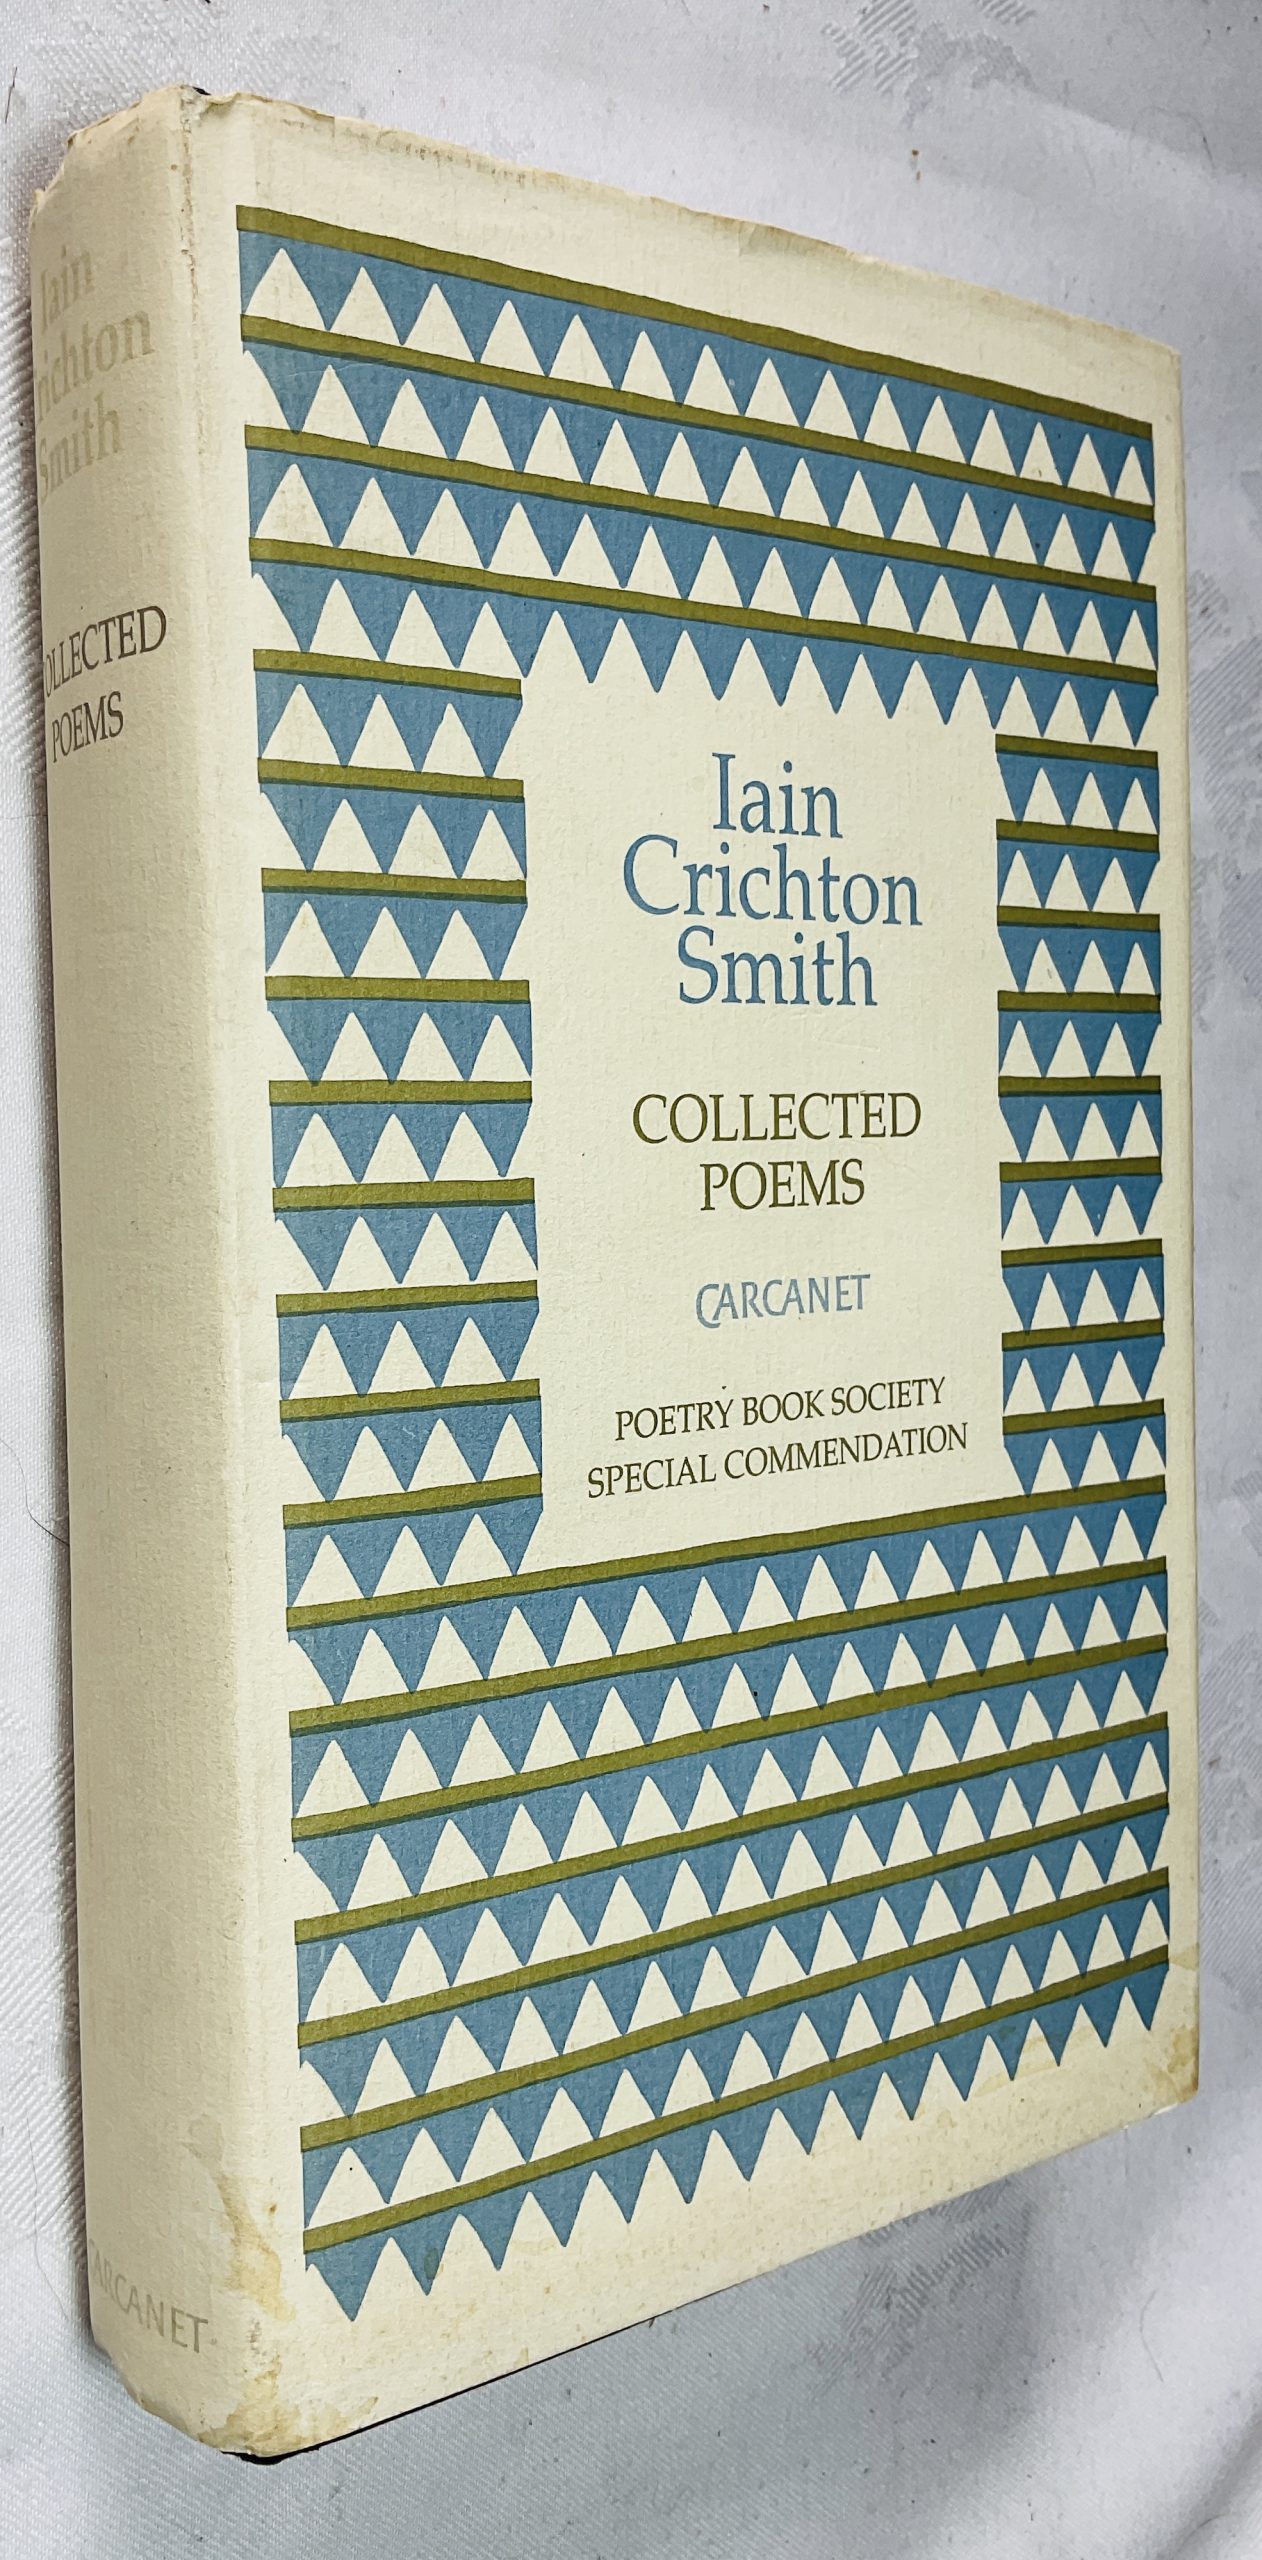 Iain
Crichton
Smith
COLLECTED
POEMS
CARCANET
Iain
Crichton
Smith
COLLECTED
POEMS
CARCANET
POETRY BOOK SOCIETY
SPECIAL COMMENDATION